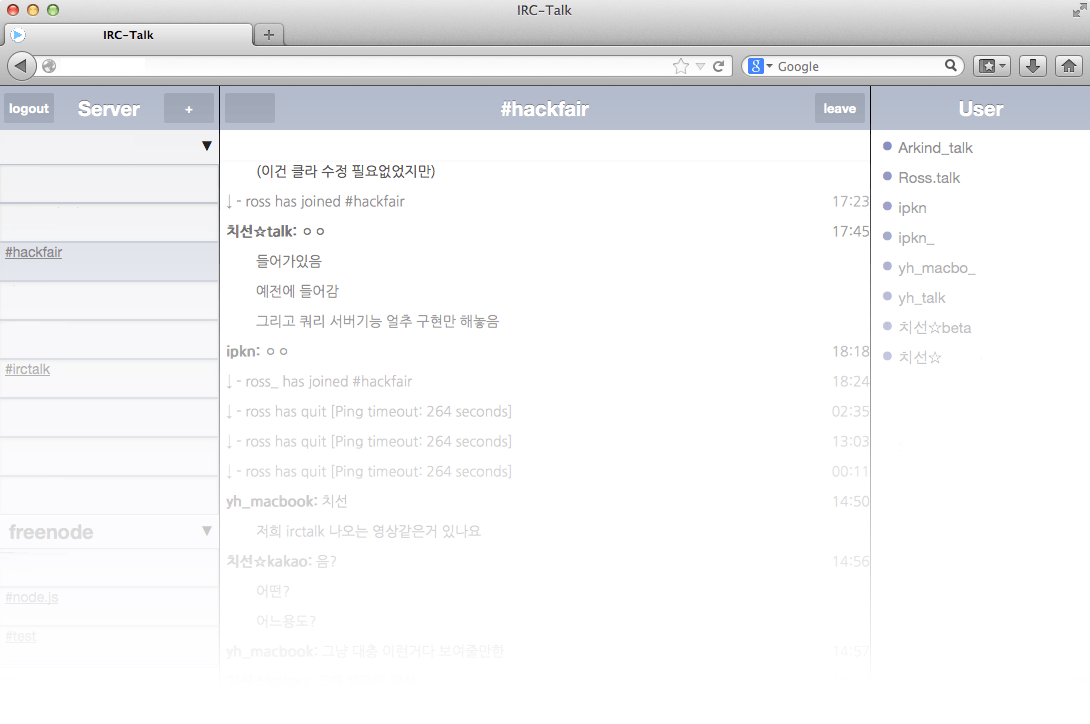 IRC-Talk
IRC-Talk
Google
logout
Server
+
#hackfair
leave
User
▼
#hackfair
#irctalk
freenode ▼
#node.js
#test
(이건 클라 수정 필요없었지만)
↓ - ross has joined #hackfair 17:23
치선☆talk: ㅇㅇ 17:45
들어가있음
예전에 들어감
그리고 쿼리 서버기능 얼추 구현만 해놓음
ipkn: ㅇㅇ 18:18
↓ - ross_ has joined #hackfair 18:24
↓ - ross has quit [Ping timeout: 264 seconds] 02:35
↓ - ross has quit [Ping timeout: 264 seconds] 13:03
↓ - ross has quit [Ping timeout: 264 seconds] 00:11
yh_macbook: 치선 14:50
저희 irctalk 나오는 영상같은거 있나요
치선☆kakao: 음? 14:56
어떤?
어느용도?
yh_macbook: 그냥 대충 이런거다 보여줄만한 14:57
Arkind_talk
Ross.talk
ipkn
ipkn_
yh_macbo_
yh_talk
치선☆beta
치선☆